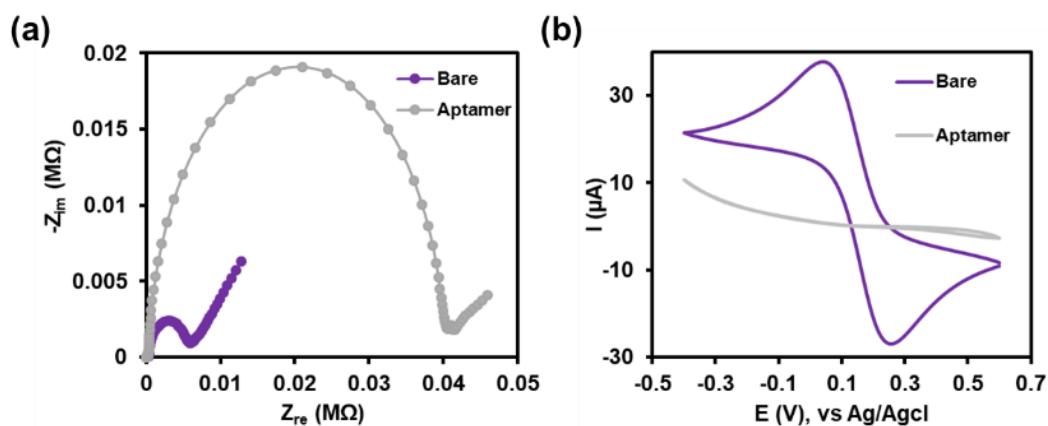 (a)
0.02
0.015
0.01
0.005
0
-Zim (MΩ)
Bare
Aptamer
0 0.01 0.02 0.03 0.04 0.05
Zre (MΩ)
(b)
30
10
-10
-30
I (µA)
Bare
Aptamer
-0.5 -0.3 -0.1 0.1 0.3 0.5 0.7
E (V), vs Ag/Agcl